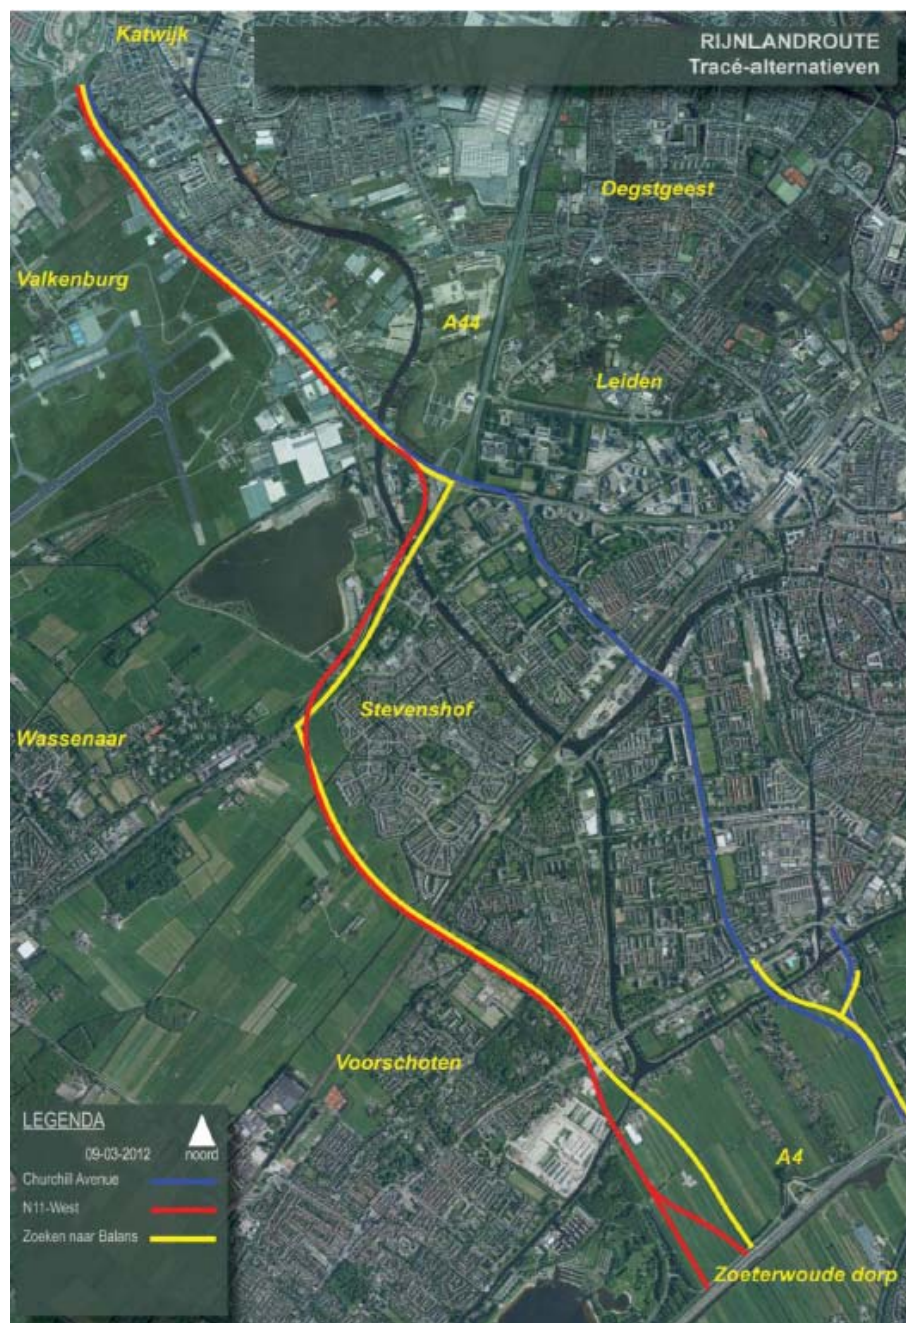 Katwijk
RIJNLANDROUTE
Tracé-alternatieven
Oegstgeest
Valkenburg
A44
Leiden
Stevenshof
Wassenaar
Voorschoten
LEGENDA
09-03-2012
noord
Churchill Avenue
N11-West
Zoeken naar Balans
A4
Zoeterwoude dorp